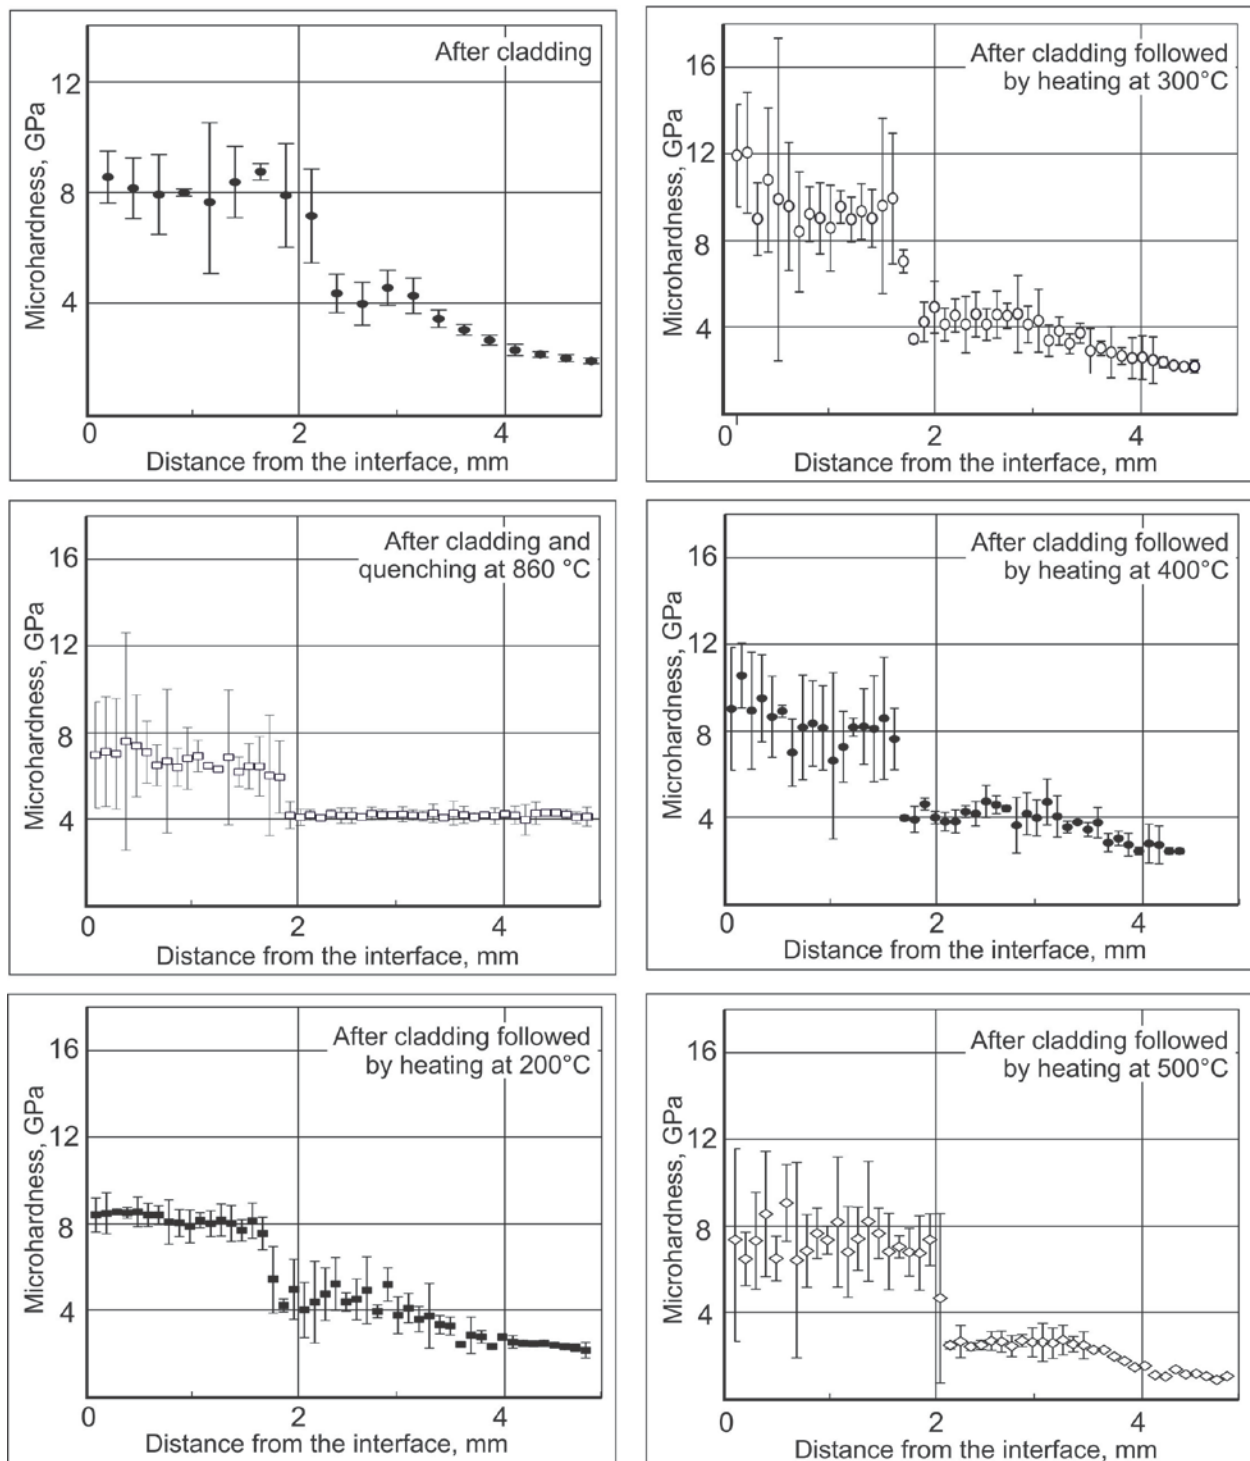 After cladding
12
8
4
Microhardness, GPa
0
2
4
Distance from the interface, mm
After cladding followed
by heating at 300°C
16
12
8
4
Microhardness, GPa
0
2
4
Distance from the interface, mm
After cladding and
quenching at 860 °C
16
12
8
4
Microhardness, GPa
0
2
4
Distance from the interface, mm
After cladding followed
by heating at 400°C
16
12
8
4
Microhardness, GPa
0
2
4
Distance from the interface, mm
After cladding followed
by heating at 200°C
16
12
8
4
Microhardness, GPa
0
2
4
Distance from the interface, mm
After cladding followed
by heating at 500°C
16
12
8
4
Microhardness, GPa
0
2
4
Distance from the interface, mm